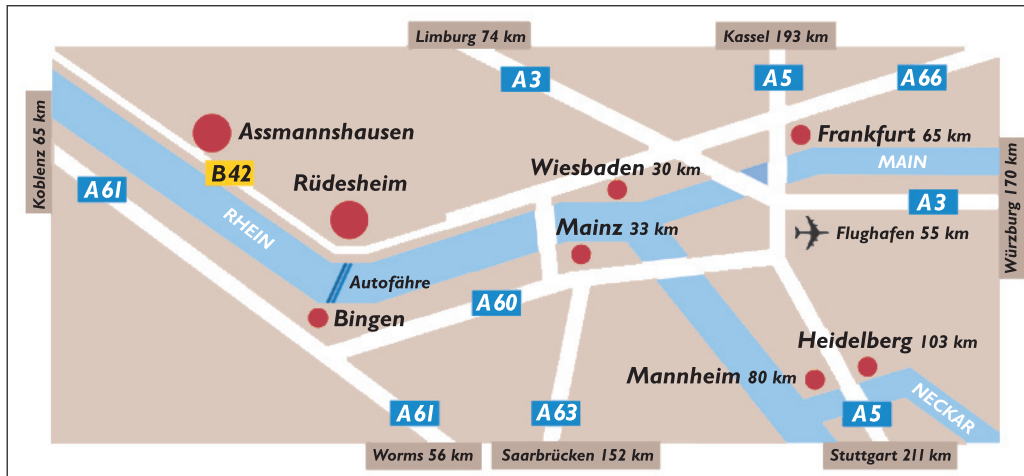 Limburg 74 km
Kassel 193 km
A3
A5
A66
Koblenz 65 km
Assmannshausen
Frankfurt 65 km
MAIN
B42
Wiesbaden 30 km
A61
Rüdesheim
Würzburg 170 km
A3
RHEIN
Mainz 33 km
Flughafen 55 km
Autofähre
A60
Bingen
Heidelberg 103 km
Mannheim 80 km
A61
A63
A5
NECKAR
Worms 56 km
Saarbrücken 152 km
Stuttgart 211 km